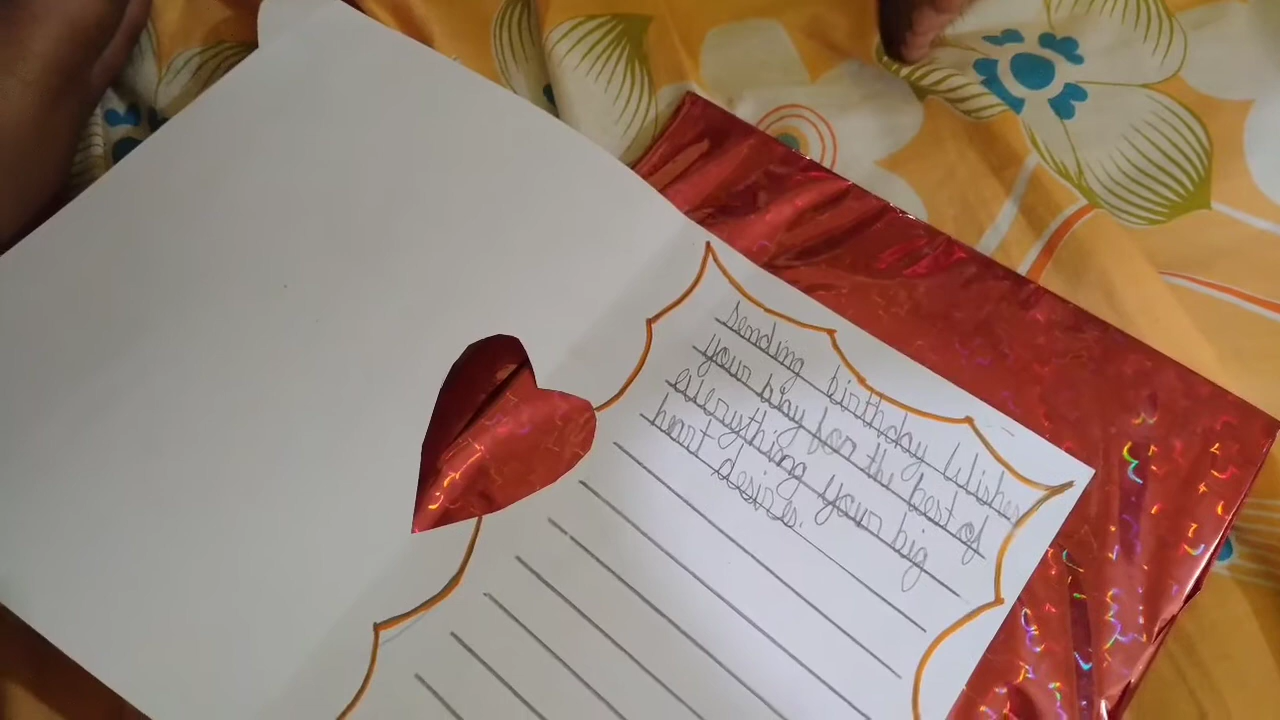 Sending birthday Wishes
your way for the best of
everything your big
heart desires.